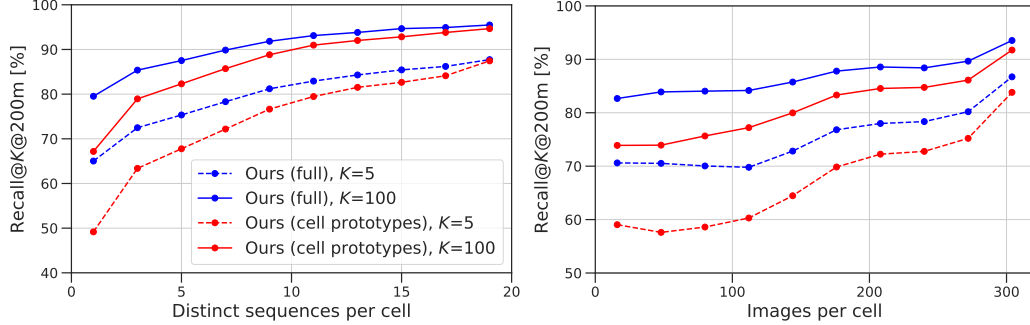 Recall@K@200m [%]
100
90
80
70
60
50
40
0
5
10
15
20
Distinct sequences per cell
Ours (full), K=5
Ours (full), K=100
Ours (cell prototypes), K=5
Ours (cell prototypes), K=100
Recall@K@200m [%]
100
90
80
70
60
50
0
100
200
300
Images per cell